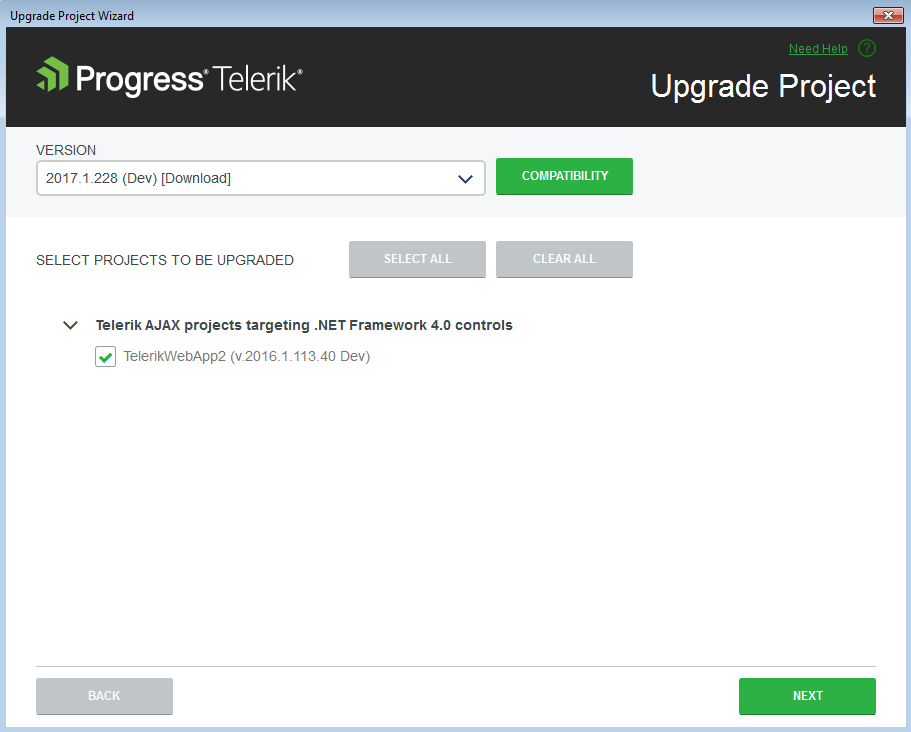 Upgrade Project Wizard
Need Help ?
Progress® Telerik®
Upgrade Project
VERSION
2017.1.228 (Dev) [Download]
COMPATIBILITY
SELECT PROJECTS TO BE UPGRADED
SELECT ALL
CLEAR ALL
Telerik AJAX projects targeting .NET Framework 4.0 controls
TelerikWebApp2 (v.2016.1.113.40 Dev)
BACK
NEXT